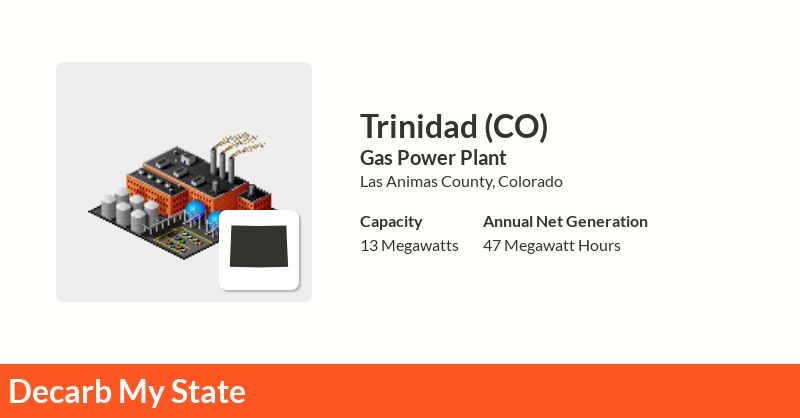 Trinidad (CO)
Gas Power Plant
Las Animas County, Colorado
Capacity
13 Megawatts
Annual Net Generation
47 Megawatt Hours
Decarb My State